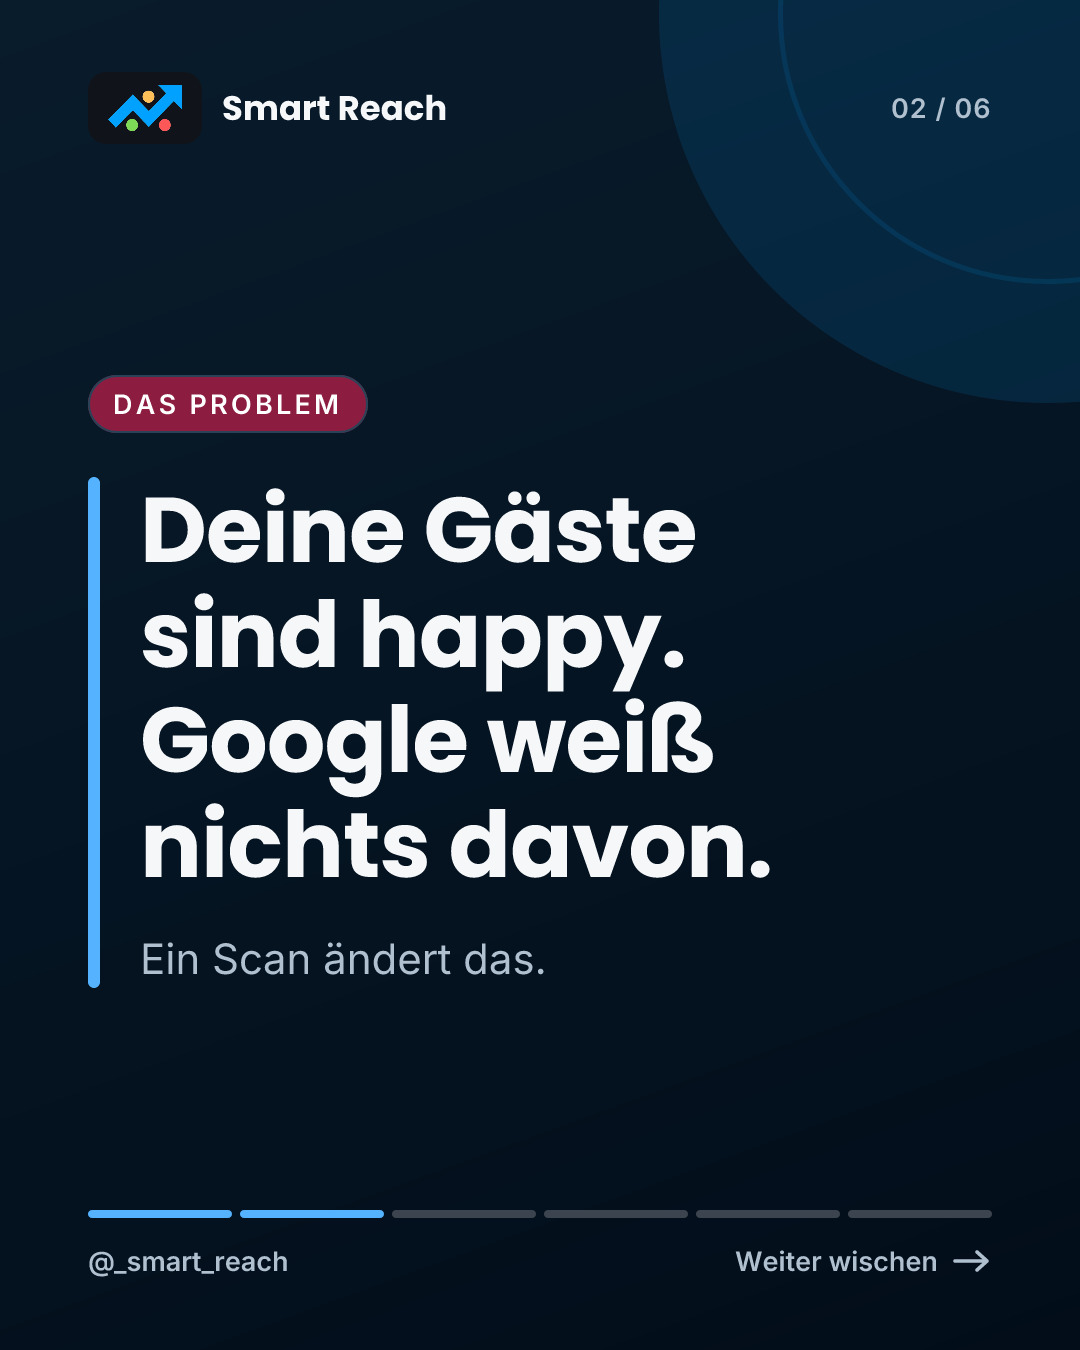 Smart Reach
02 / 06
DAS PROBLEM
Deine Gäste
sind happy.
Google weiß
nichts davon.
Ein Scan ändert das.
@_smart_reach
Weiter wischen →